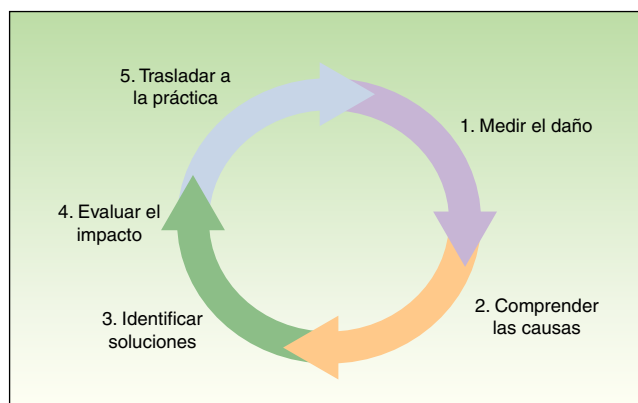 1. Medir el daño
2. Comprender
las causas
3. Identificar
soluciones
4. Evaluar el
impacto
5. Trasladar a
la práctica